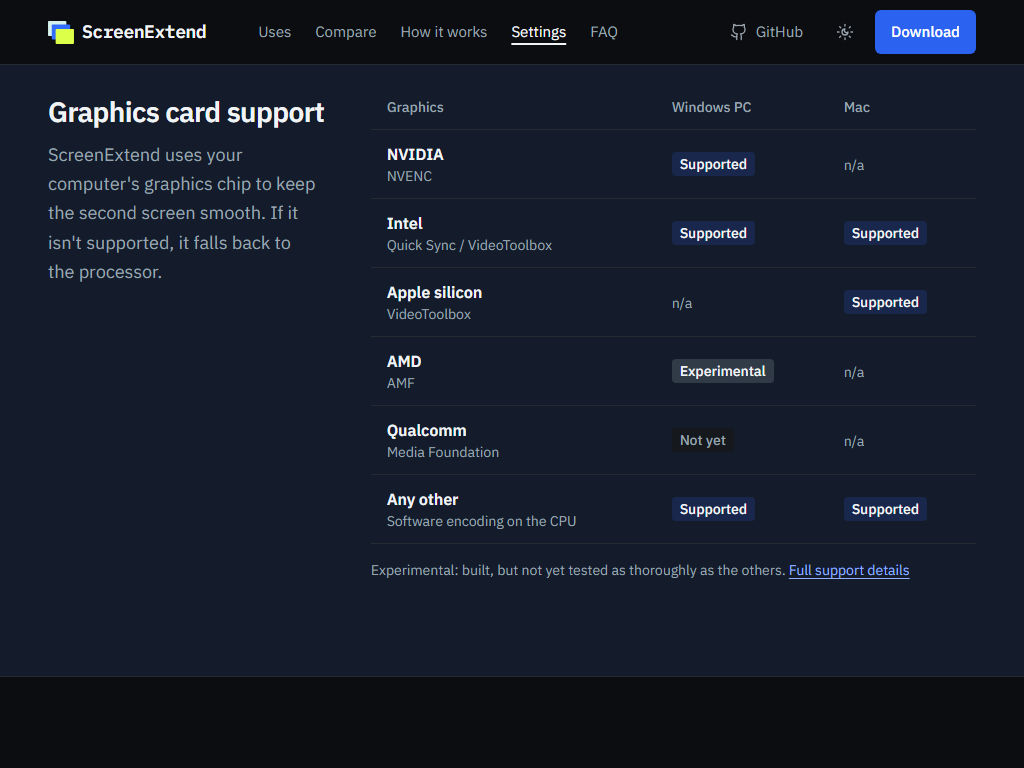 ScreenExtend
Uses Compare How it works Settings FAQ GitHub Download
Graphics card support
ScreenExtend uses your
computer's graphics chip to keep
the second screen smooth. If it
isn't supported, it falls back to
the processor.
Graphics Windows PC Mac
NVIDIA
NVENC
Supported n/a
Intel
Quick Sync / VideoToolbox
Supported Supported
Apple silicon
VideoToolbox
n/a Supported
AMD
AMF
Experimental n/a
Qualcomm
Media Foundation
Not yet n/a
Any other
Software encoding on the CPU
Supported Supported
Experimental: built, but not yet tested as thoroughly as the others. Full support details